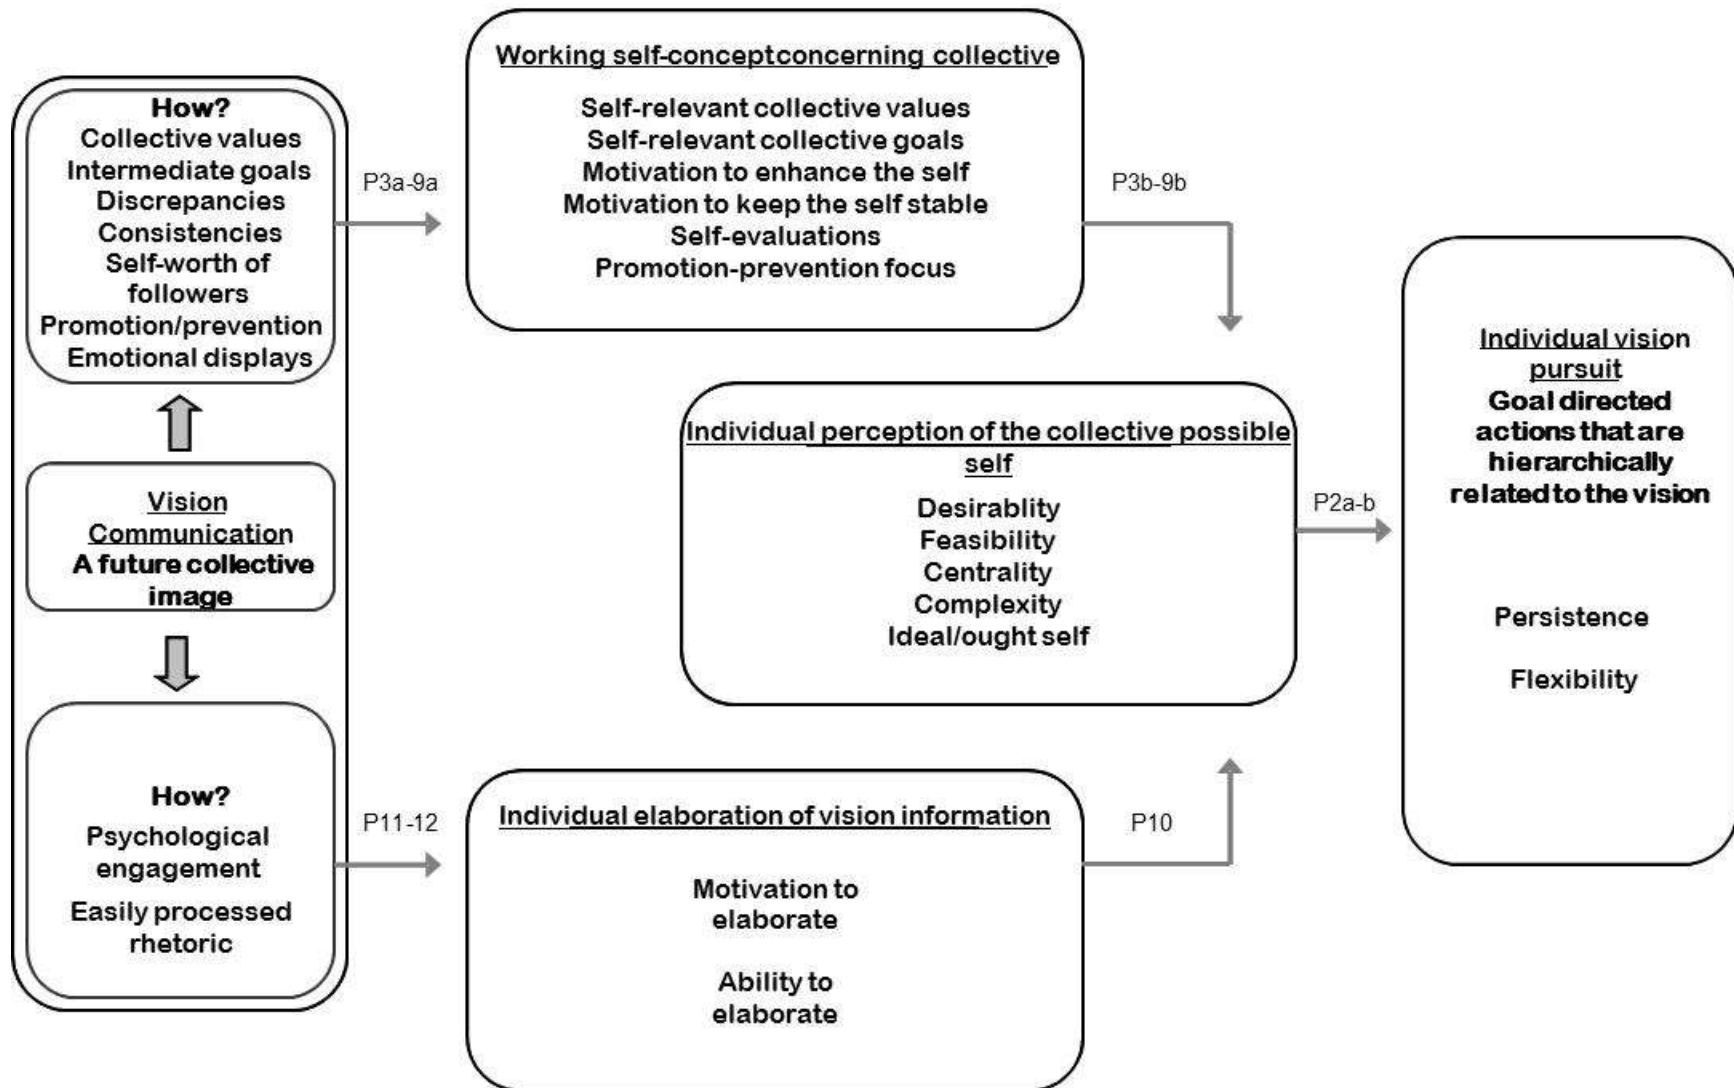 How?
Collective values
Intermediate goals
Discrepancies
Consistencies
Self-worth of
followers
Promotion/prevention
Emotional displays
Vision
Communication
A future collective
image
How?
Psychological
engagement
Easily processed
rhetoric
P3a-9a
P11-12
Working self-concept concerning collective
Self-relevant collective values
Self-relevant collective goals
Motivation to enhance the self
Motivation to keep the self stable
Self-evaluations
Promotion-prevention focus
P3b-9b
Individual perception of the collective possible
self
Desirablity
Feasibility
Centrality
Complexity
Ideal/ought self
Individual elaboration of vision information
Motivation to
elaborate
Ability to
elaborate
P10
P2a-b
Individual vision
pursuit
Goal directed
actions that are
hierarchically
related to the vision
Persistence
Flexibility